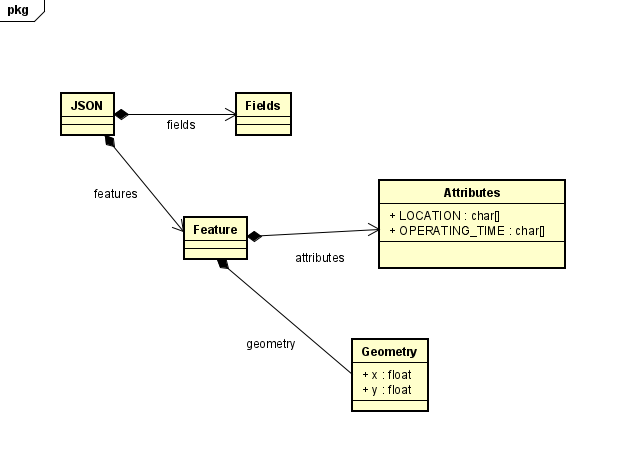 pkg
JSON
Fields
fields
features
Attributes
+ LOCATION : char[]
+ OPERATING_TIME : char[]
Feature
attributes
geometry
Geometry
+ x : float
+ y : float